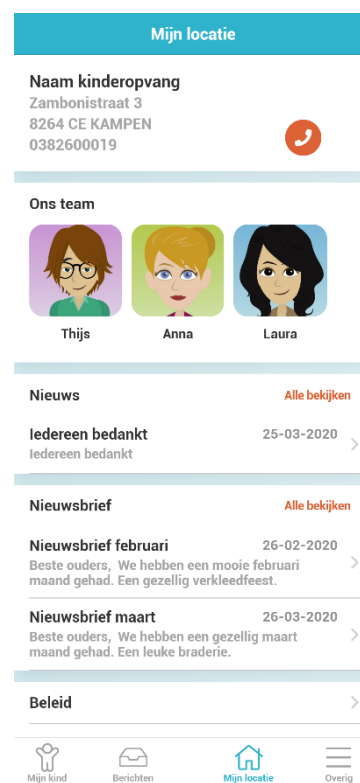 Mijn locatie
Naam kinderopvang
Zambonistraat 3
8264 CE KAMPEN
0382600019
Ons team
Thijs Anna Laura
Nieuws Alle bekijken
Iedereen bedankt 25-03-2020
Iedereen bedankt
Nieuwsbrief Alle bekijken
Nieuwsbrief februari 26-02-2020
Beste ouders, We hebben een mooie februari
maand gehad. Een gezellig verkleedfeest.
Nieuwsbrief maart 26-03-2020
Beste ouders, We hebben een gezellig maart
maand gehad. Een leuke braderie.
Beleid
Mijn kind Berichten Mijn locatie Overig